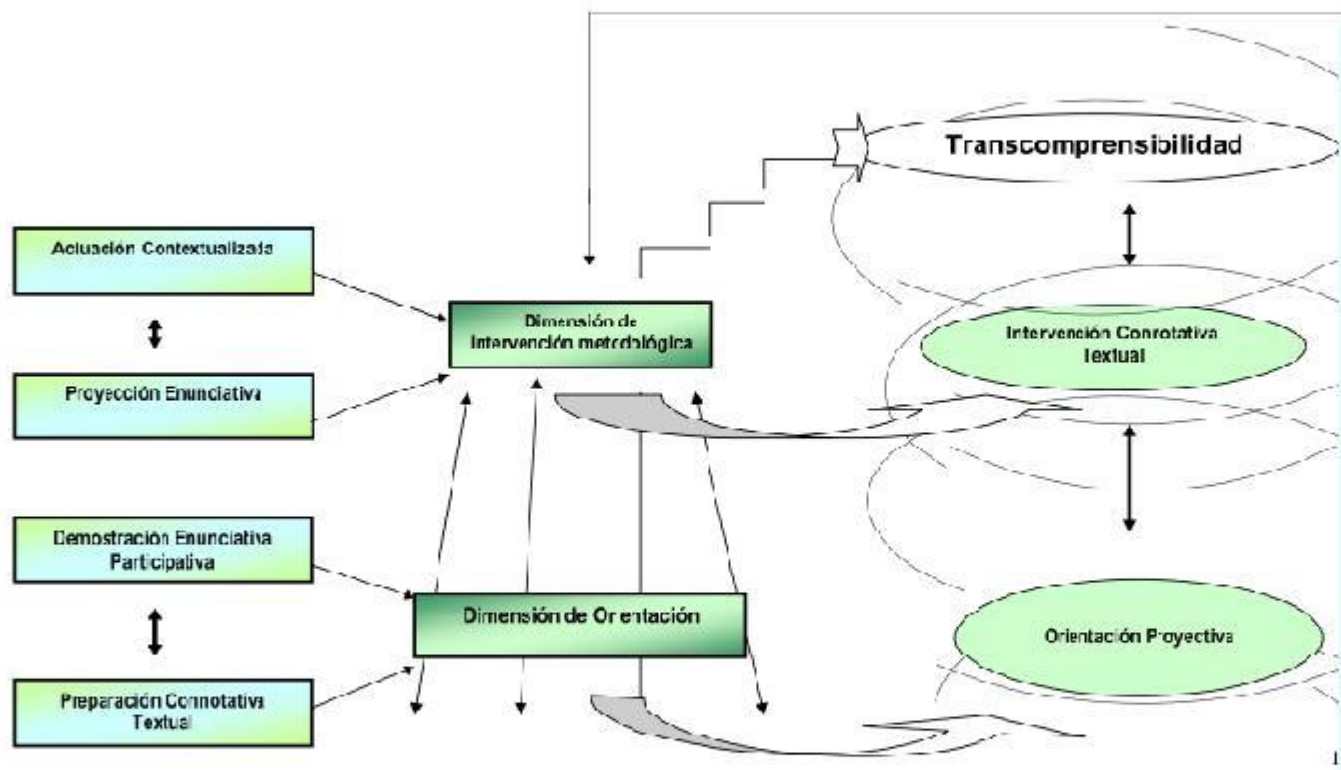 Transcomprensibilidad
Actuación Contextualizada
Dimensión de
Intervención metodológica
Intervención Connotativa
Textual
Proyección Enunciativa
Demostración Enunciativa
Participativa
Dimensión de Orientación
Orientación Proyectiva
Preparación Connotativa
Textual